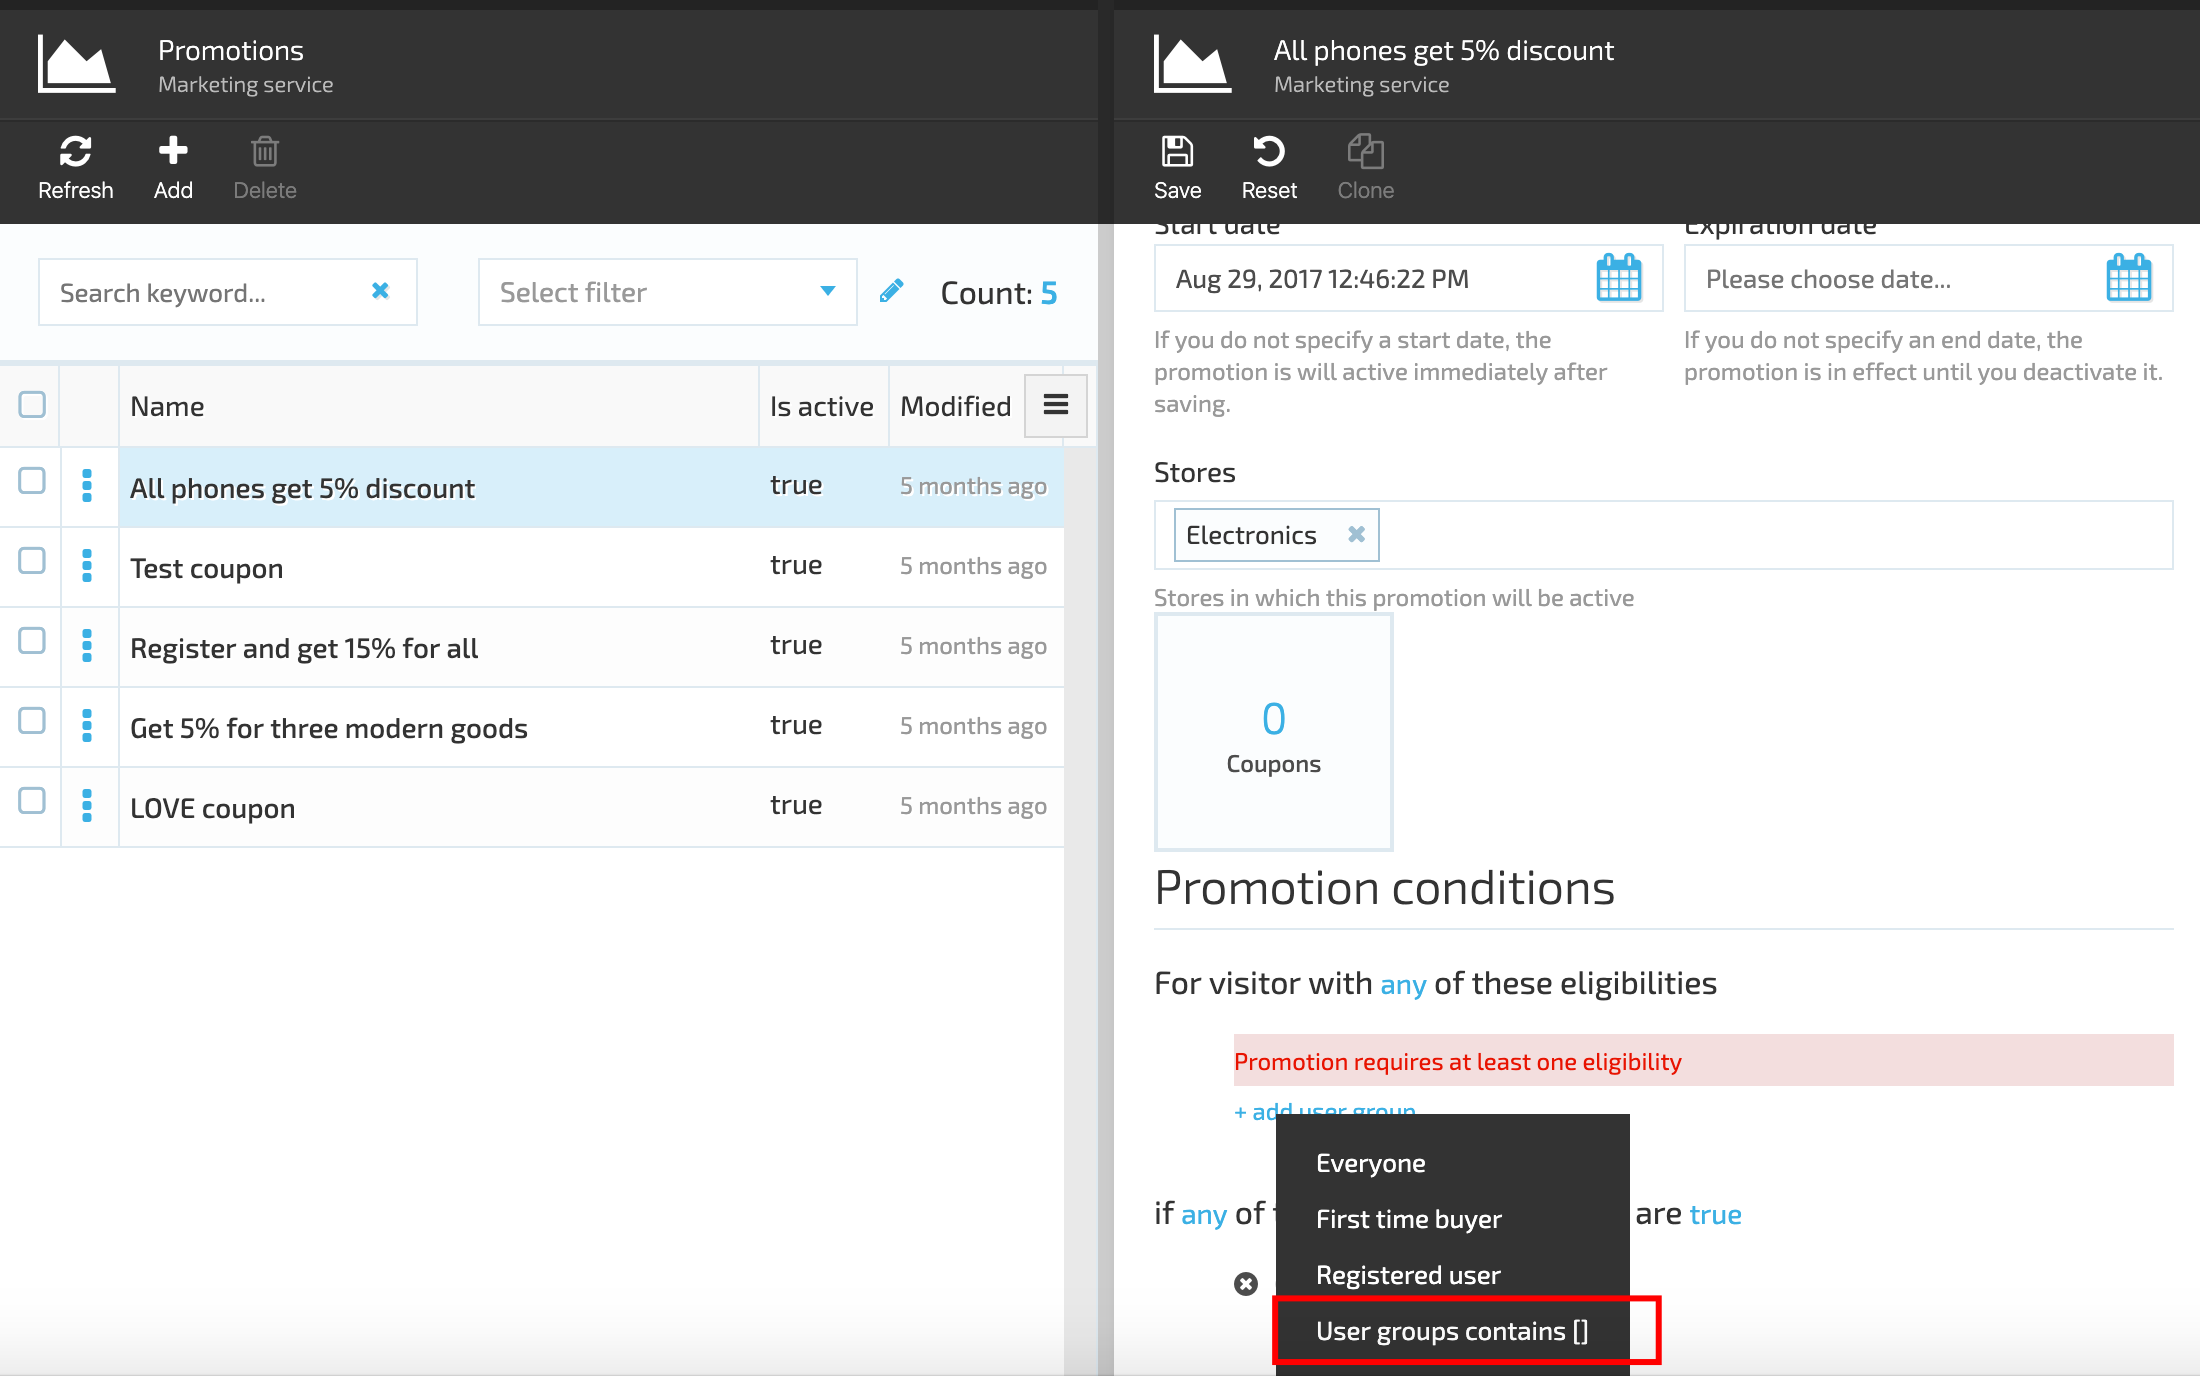 Promotions
Marketing service
Refresh
Add
Delete
Search keyword...
Select filter
Count: 5
Name
Is active
Modified
All phones get 5% discount
true
5 months ago
Test coupon
true
5 months ago
Register and get 15% for all
true
5 months ago
Get 5% for three modern goods
true
5 months ago
LOVE coupon
true
5 months ago
All phones get 5% discount
Marketing service
Save
Reset
Clone
Start date
Expiration date
Aug 29, 2017 12:46:22 PM
Please choose date...
If you do not specify a start date, the
promotion is will active immediately after
saving.
If you do not specify an end date, the
promotion is in effect until you deactivate it.
Stores
Electronics
Stores in which this promotion will be active
0
Coupons
Promotion conditions
For visitor with any of these eligibilities
Promotion requires at least one eligibility
+ add user group
Everyone
if any of
First time buyer
are true
Registered user
User groups contains []